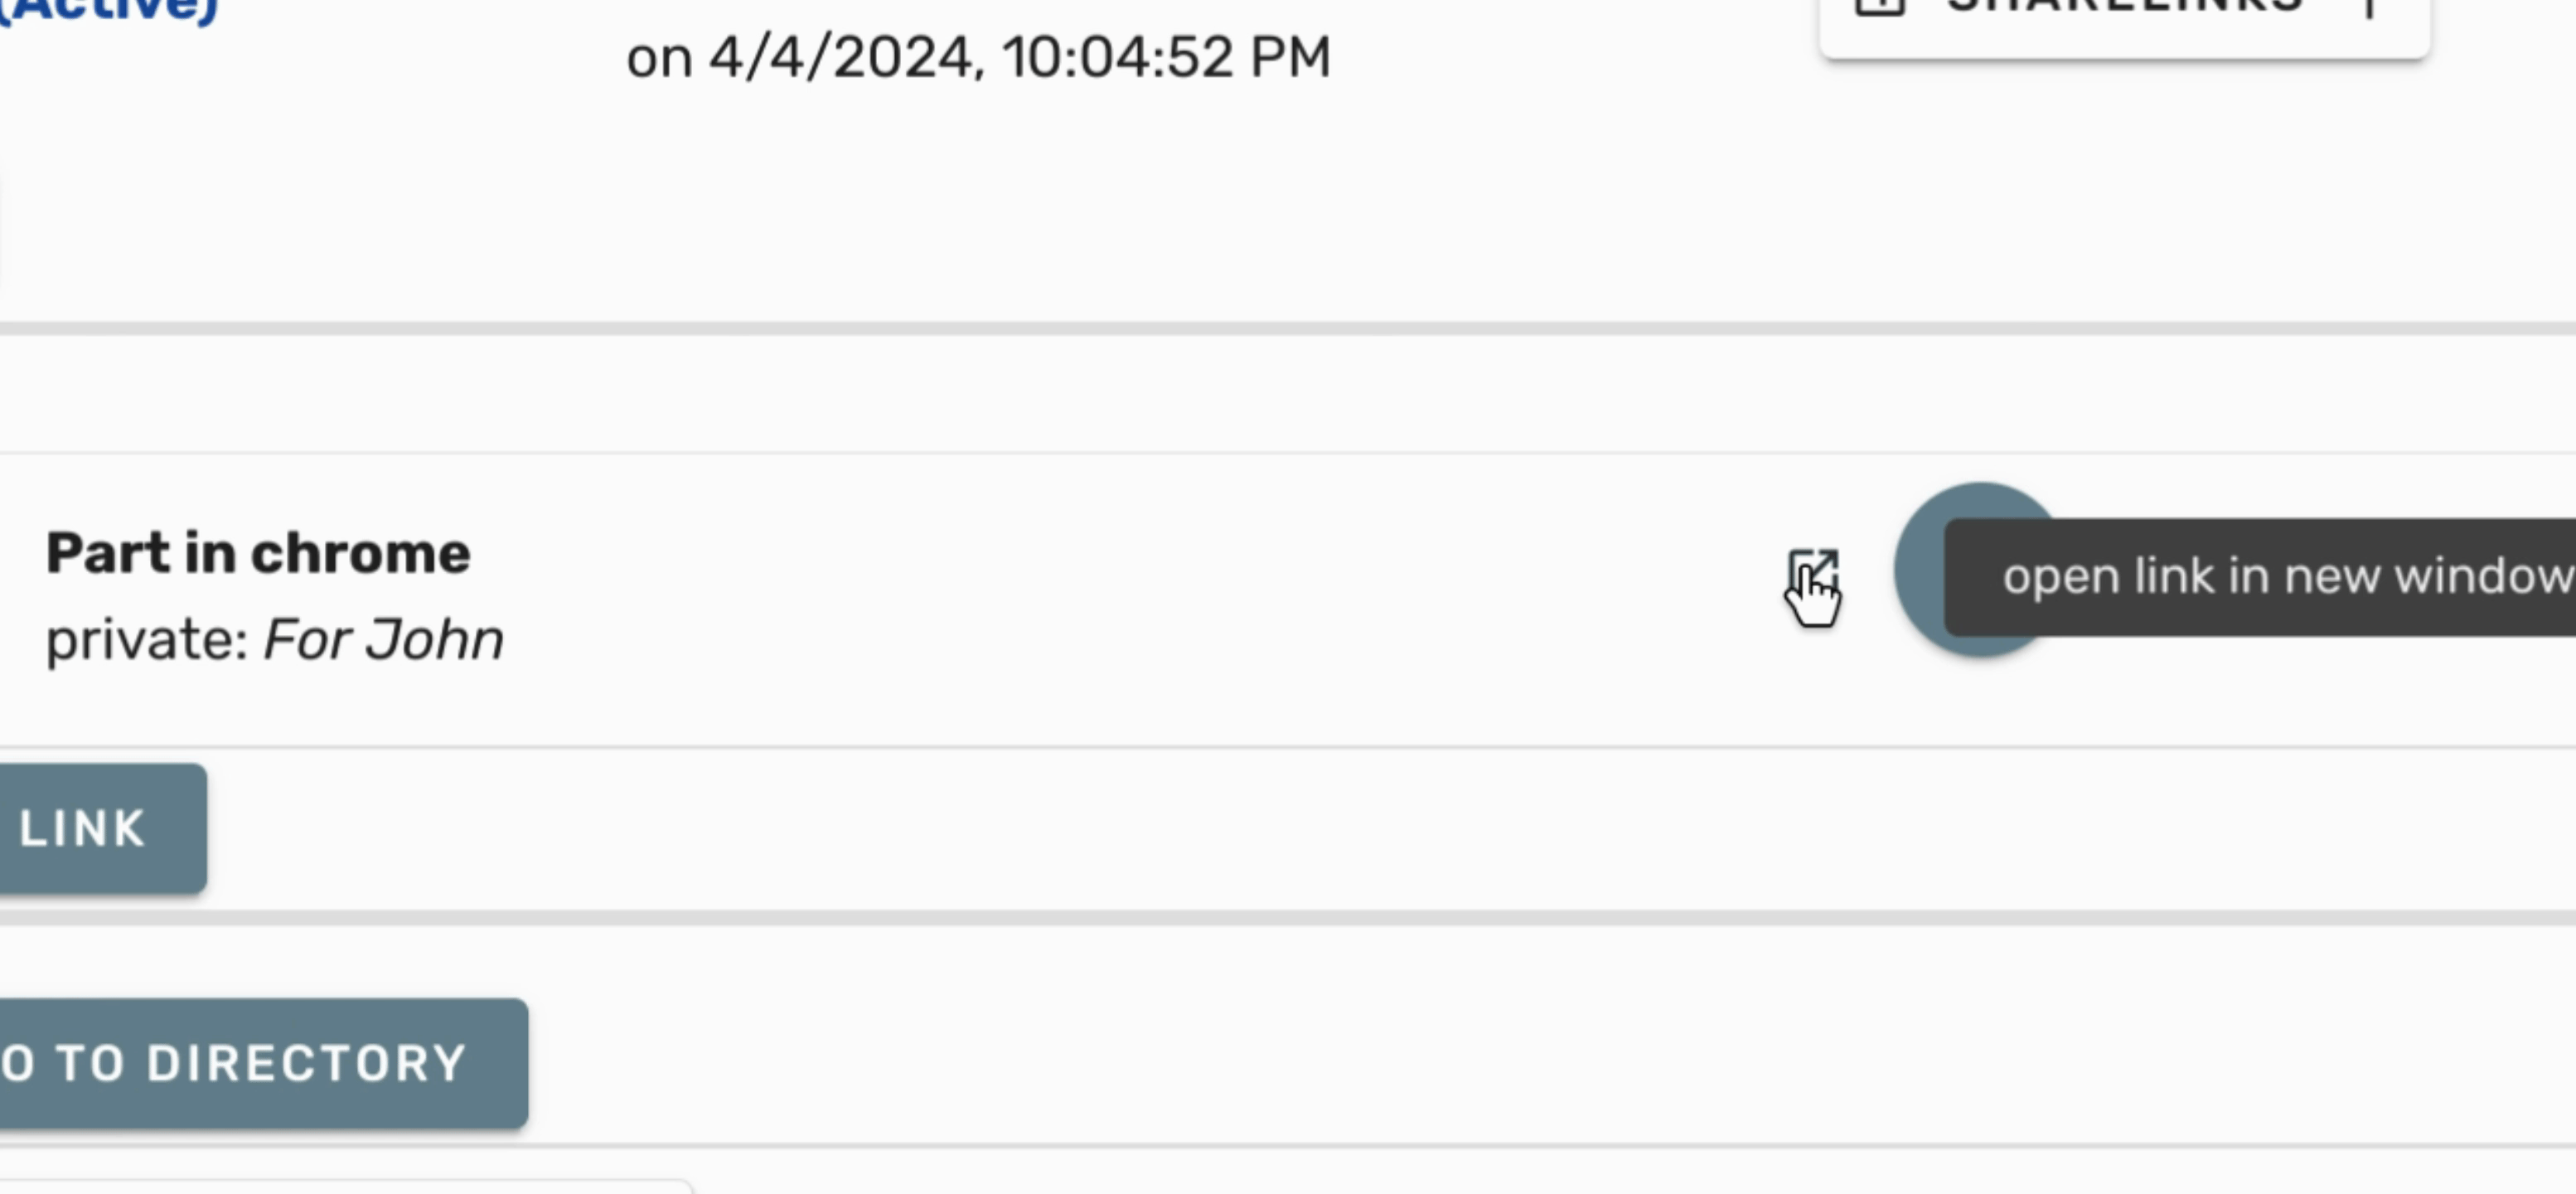 (Active)
SHARELINKS
on 4/4/2024, 10:04:52 PM
Part in chrome
open link in new window
private: For John
LINK
O TO DIRECTORY